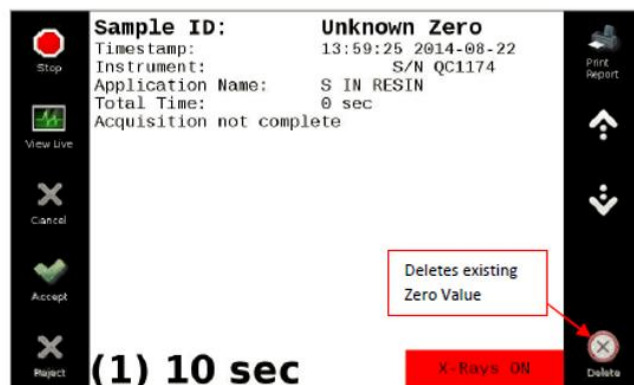 Stop
View Live
Cancel
Accept
Reject
Sample ID: Unknown Zero
Timestamp: 13:59:25 2014-08-22
Instrument: S/N QC1174
Application Name: S IN RESIN
Total Time: 0 sec
Acquisition not complete
Deletes existing
Zero Value
(1) 10 sec
X-Rays ON
Print
Report
Delete